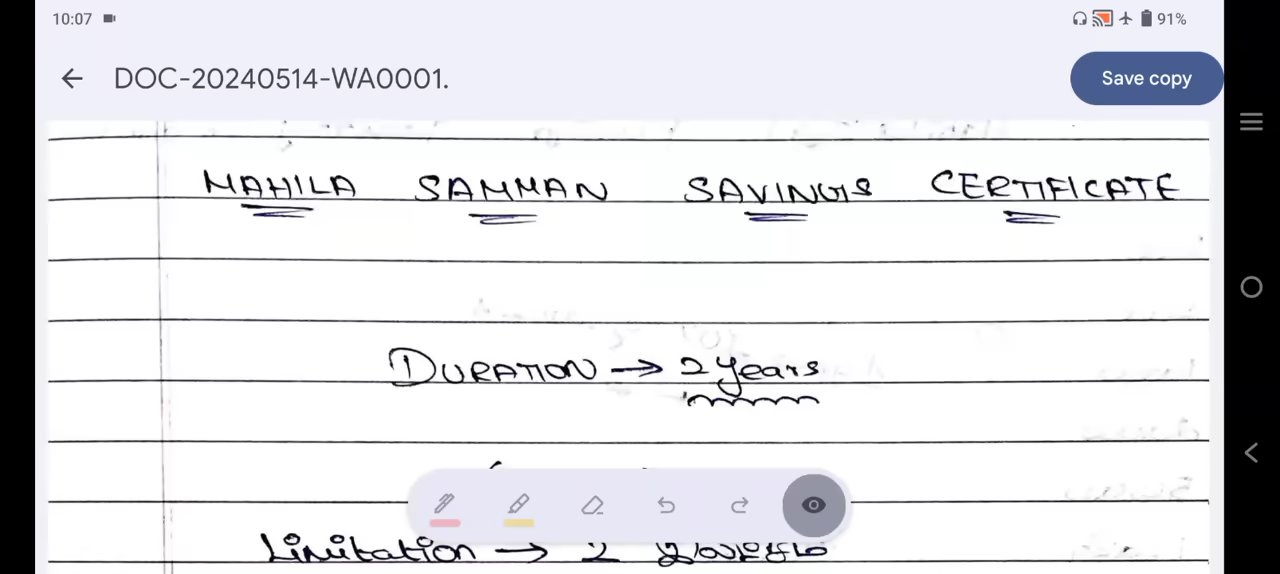 10:07
91%
DOC-20240514-WA0001.
Save copy
MAHILA SAMMAN SAVINGS CERTIFICATE
DURATION → 2 years
Limitation → 2